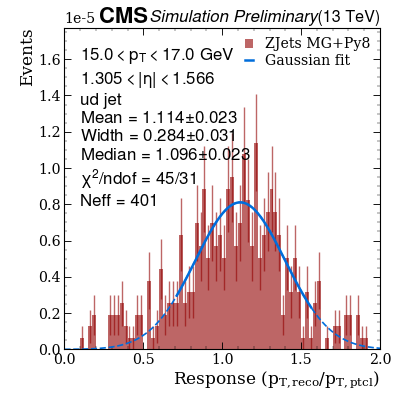 1e-5 CMS Simulation Preliminary (13 TeV)
Events
ZJets MG+Py8
Gaussian fit
15.0 < p_T < 17.0 GeV
1.305 < |η| < 1.566
ud jet
Mean = 1.114±0.023
Width = 0.284±0.031
Median = 1.096±0.023
χ²/ndof = 45/31
Neff = 401
1.6
1.4
1.2
1.0
0.8
0.6
0.4
0.2
0.0
0.0 0.5 1.0 1.5 2.0
Response (p_T,reco/p_T,ptcl)